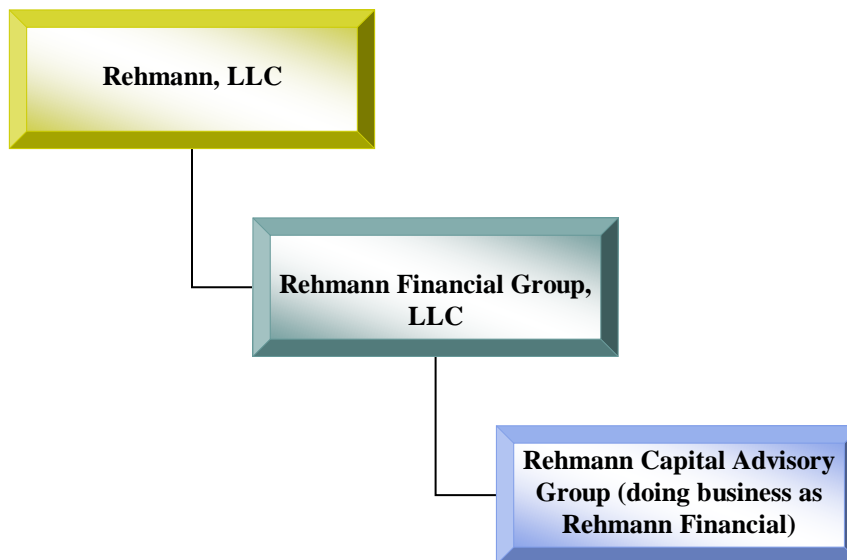 Rehmann, LLC
Rehmann Financial Group,
LLC
Rehmann Capital Advisory
Group (doing business as
Rehmann Financial)